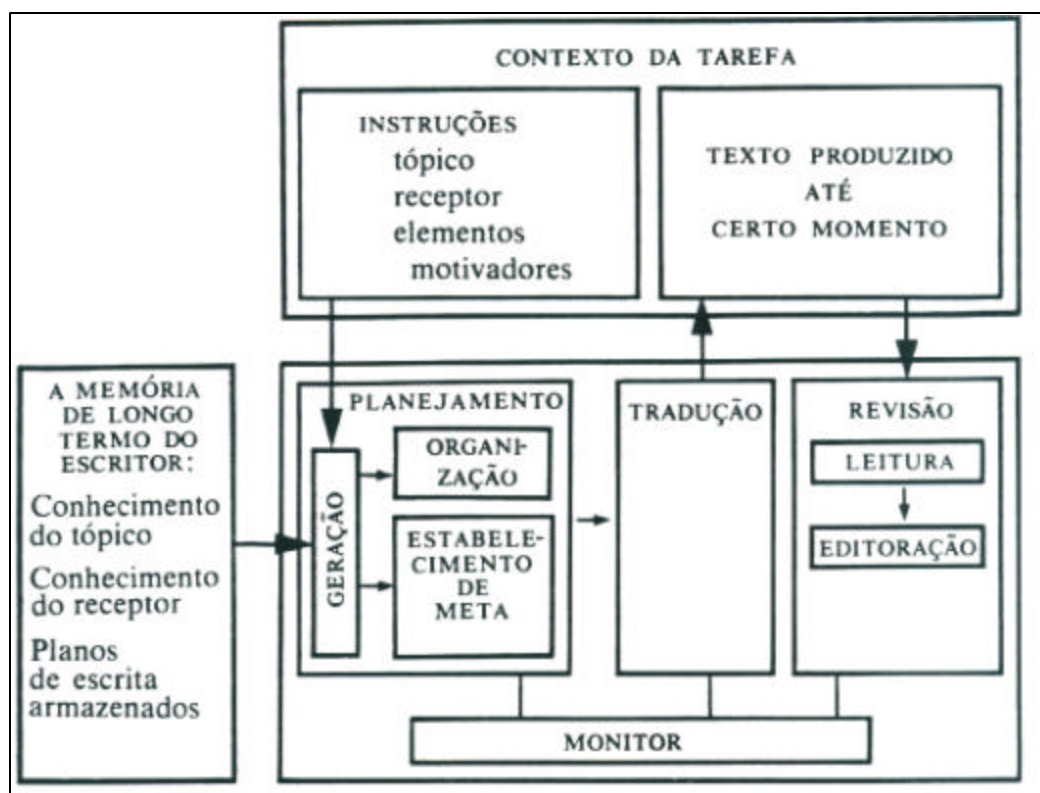 CONTEXTO DA TAREFA
INSTRUÇÕES
tópico
receptor
elementos
motivadores
TEXTO PRODUZIDO
ATÉ
CERTO MOMENTO
A MEMÓRIA
DE LONGO
TERMO DO
ESCRITOR:
Conhecimento
do tópico
Conhecimento
do receptor
Planos
de escrita
armazenados
PLANEJAMENTO
GERAÇÃO
ORGANI-
ZAÇÃO
ESTABELE-
CIMENTO
DE
META
TRADUÇÃO
REVISÃO
LEITURA
EDITORAÇÃO
MONITOR